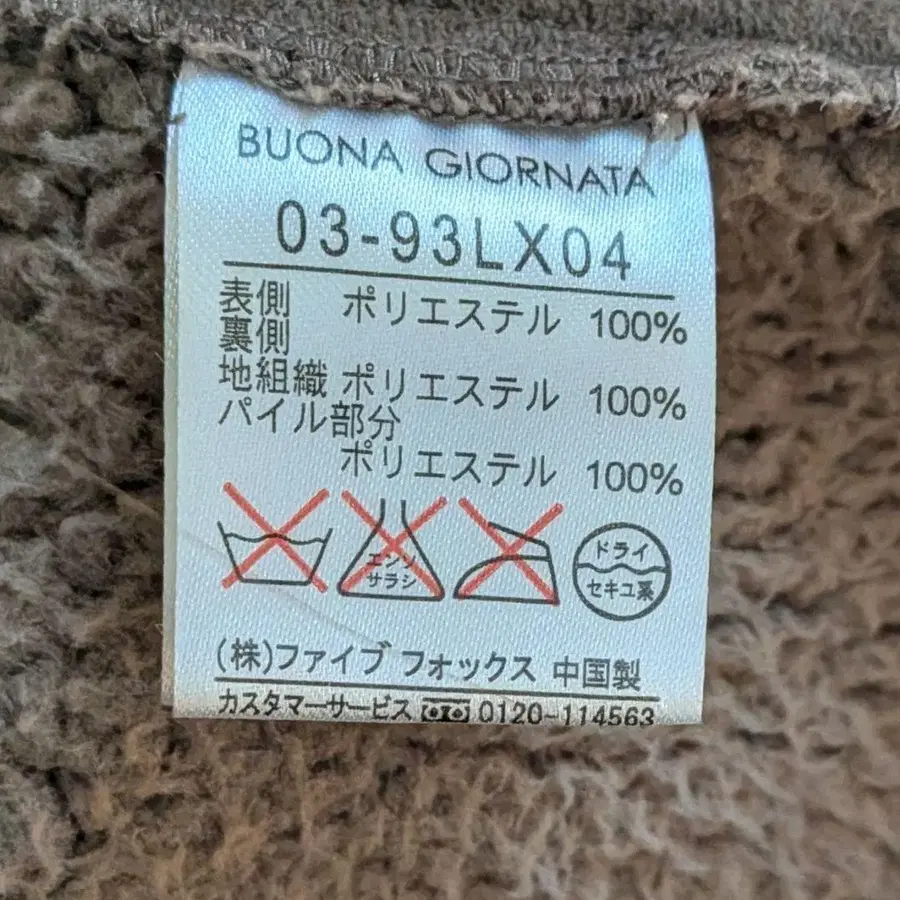 BUONA GIORNATA
03-93LX04
表側 ポリエステル 100%
裏側
地組織 ポリエステル 100%
パイル部分
ポリエステル 100%
エンソ
サラシ
ドライ
セキユ系
(株)ファイブ フォックス 中国製
カスタマーサービス 0120-114563